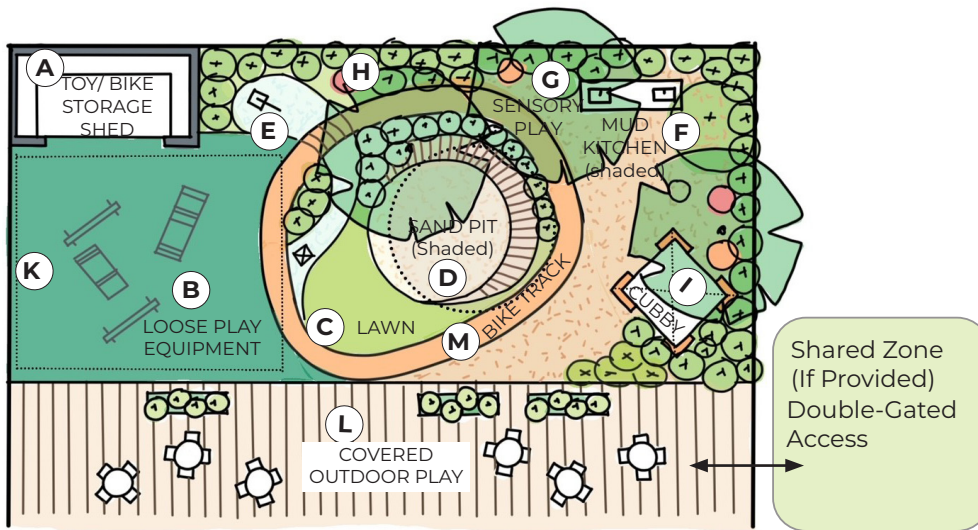 A
TOY/ BIKE
STORAGE
SHED
H
E
G
SENSORY
PLAY
MUD
KITCHEN
(shaded)
F
K
B
LOOSE PLAY
EQUIPMENT
SAND PIT
(Shaded)
D
C
LAWN
M
BIKE TRACK
I
CUBBY
Shared Zone
(If Provided)
Double-Gated
Access
L
COVERED
OUTDOOR PLAY